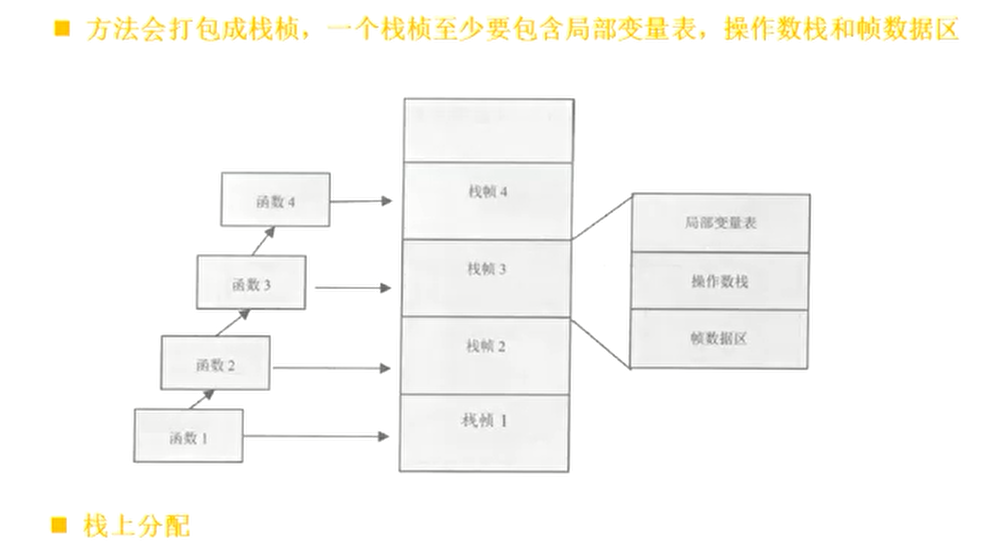 方法会打包成栈桢，一个栈桢至少要包含局部变量表，操作数栈和帧数据区
栈帧 4
函数 4
局部变量表
栈帧 3
函数 3
操作数栈
栈帧 2
帧数据区
函数 2
栈帧 1
函数 1
栈上分配